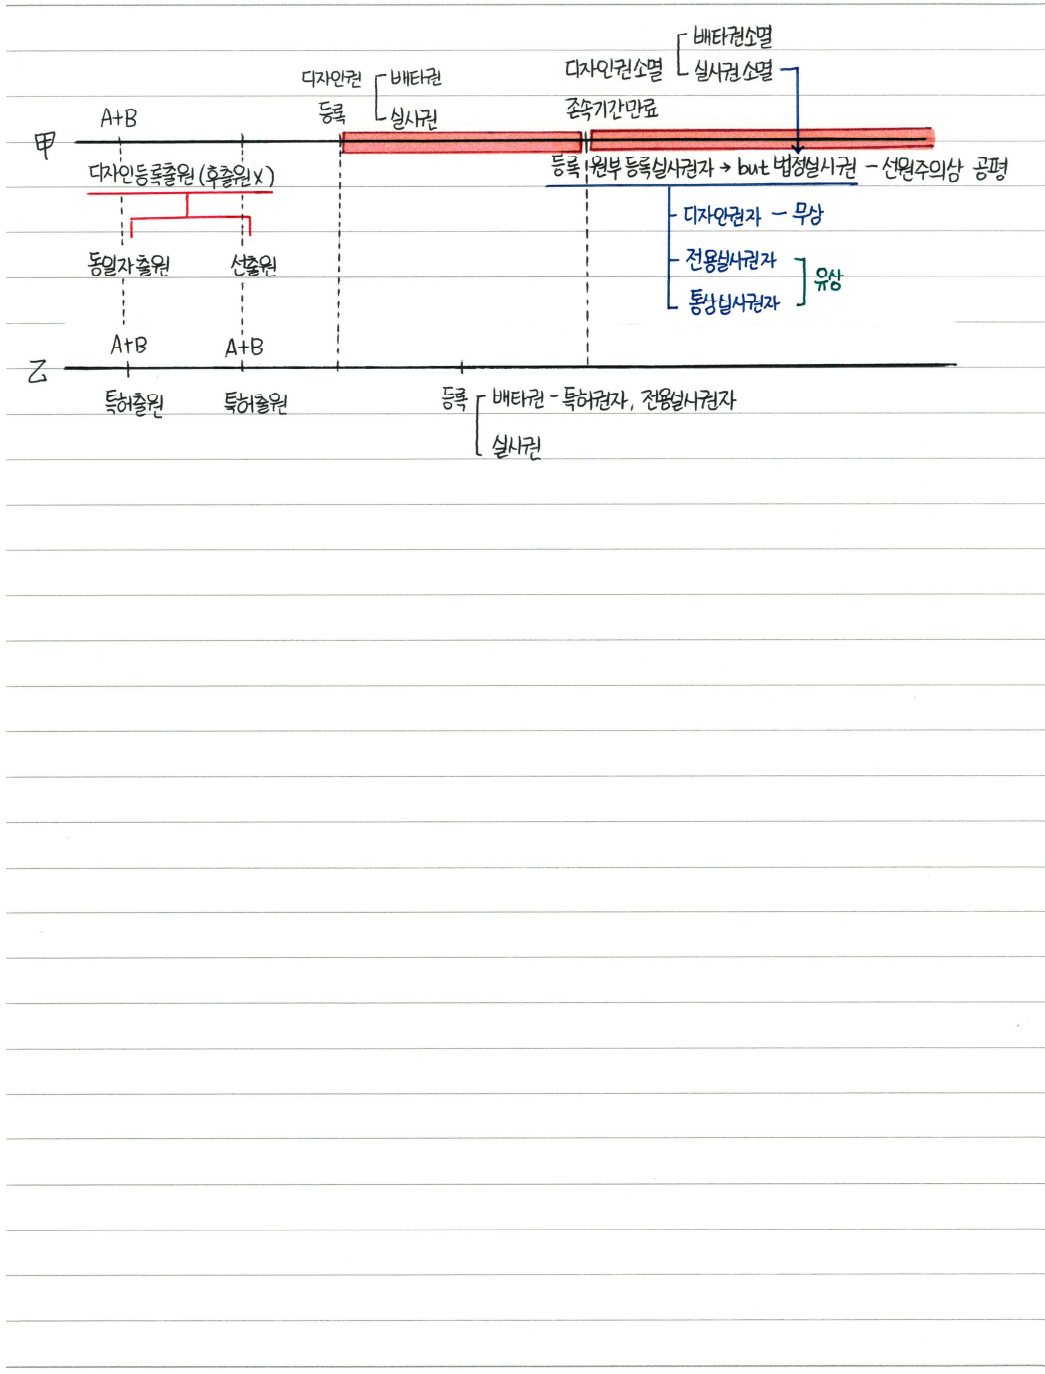 배타권소멸
디자인권소멸 실시권소멸
디자인권 배타권
등록 실시권
존속기간만료
A+B
甲
디자인등록출원(후출원X)
등록원부 등록실시권자 → but 법정실시권 - 선원주의상 공평
디자인권자 - 무상
동일자출원 선출원
전용실시권자
유상
통상실시권자
A+B A+B
乙
특허출원 특허출원
등록 배타권 - 특허권자, 전용실시권자
실시권